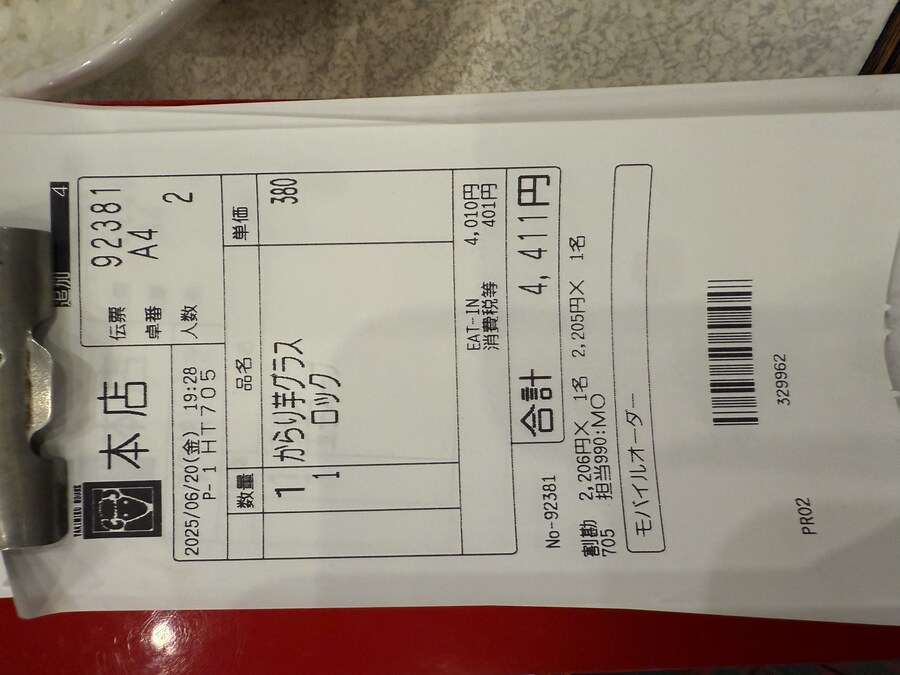 追加 4
本店
伝票 92381
卓番 A4
人数 2
2025/06/20(金) 19:28
P-1 HT-705
数量 品名 単価
1 からり芋グラス 380
1 ロック
EAT-IN 4,010円
消費税等 401円
合計 4,411円
No-92381
割勘 2,206円× 1名 2,205円× 1名
705 担当990:MO
モバイルオーダー
329962
PR02